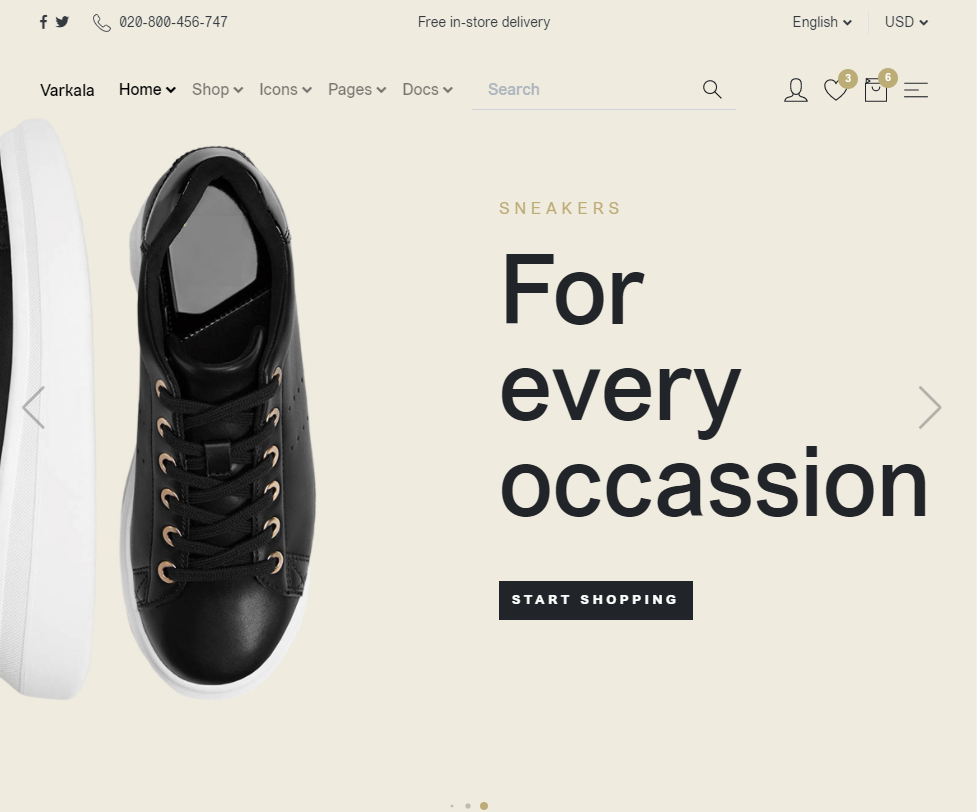 020-800-456-747
Free in-store delivery
English
USD
Varkala
Home
Shop
Icons
Pages
Docs
Search
3
6
SNEAKERS
For
every
occassion
START SHOPPING